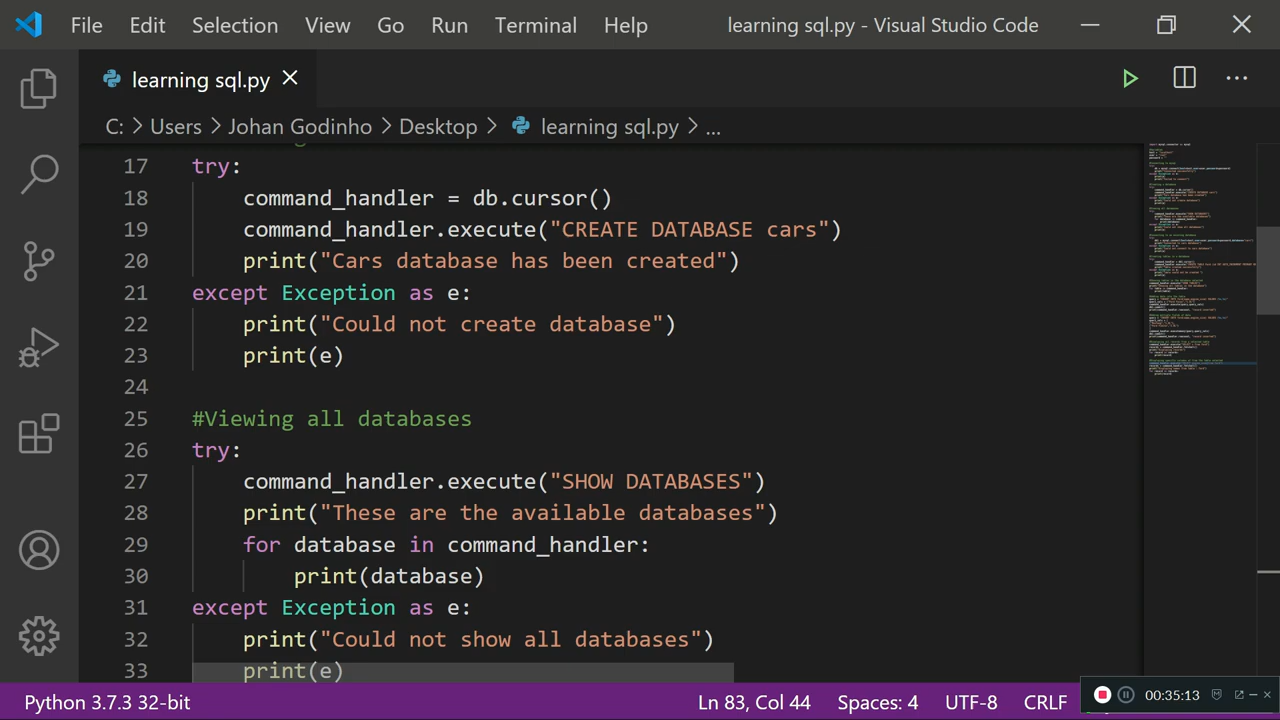 File Edit Selection View Go Run Terminal Help learning sql.py - Visual Studio Code
learning sql.py
C: > Users > Johan Godinho > Desktop > learning sql.py > ...
17 try:
18 command_handler = db.cursor()
19 command_handler.execute("CREATE DATABASE cars")
20 print("Cars database has been created")
21 except Exception as e:
22 print("Could not create database")
23 print(e)
24
25 #Viewing all databases
26 try:
27 command_handler.execute("SHOW DATABASES")
28 print("These are the available databases")
29 for database in command_handler:
30 print(database)
31 except Exception as e:
32 print("Could not show all databases")
33 print(e)
Python 3.7.3 32-bit Ln 83, Col 44 Spaces: 4 UTF-8 CRLF 00:35:13